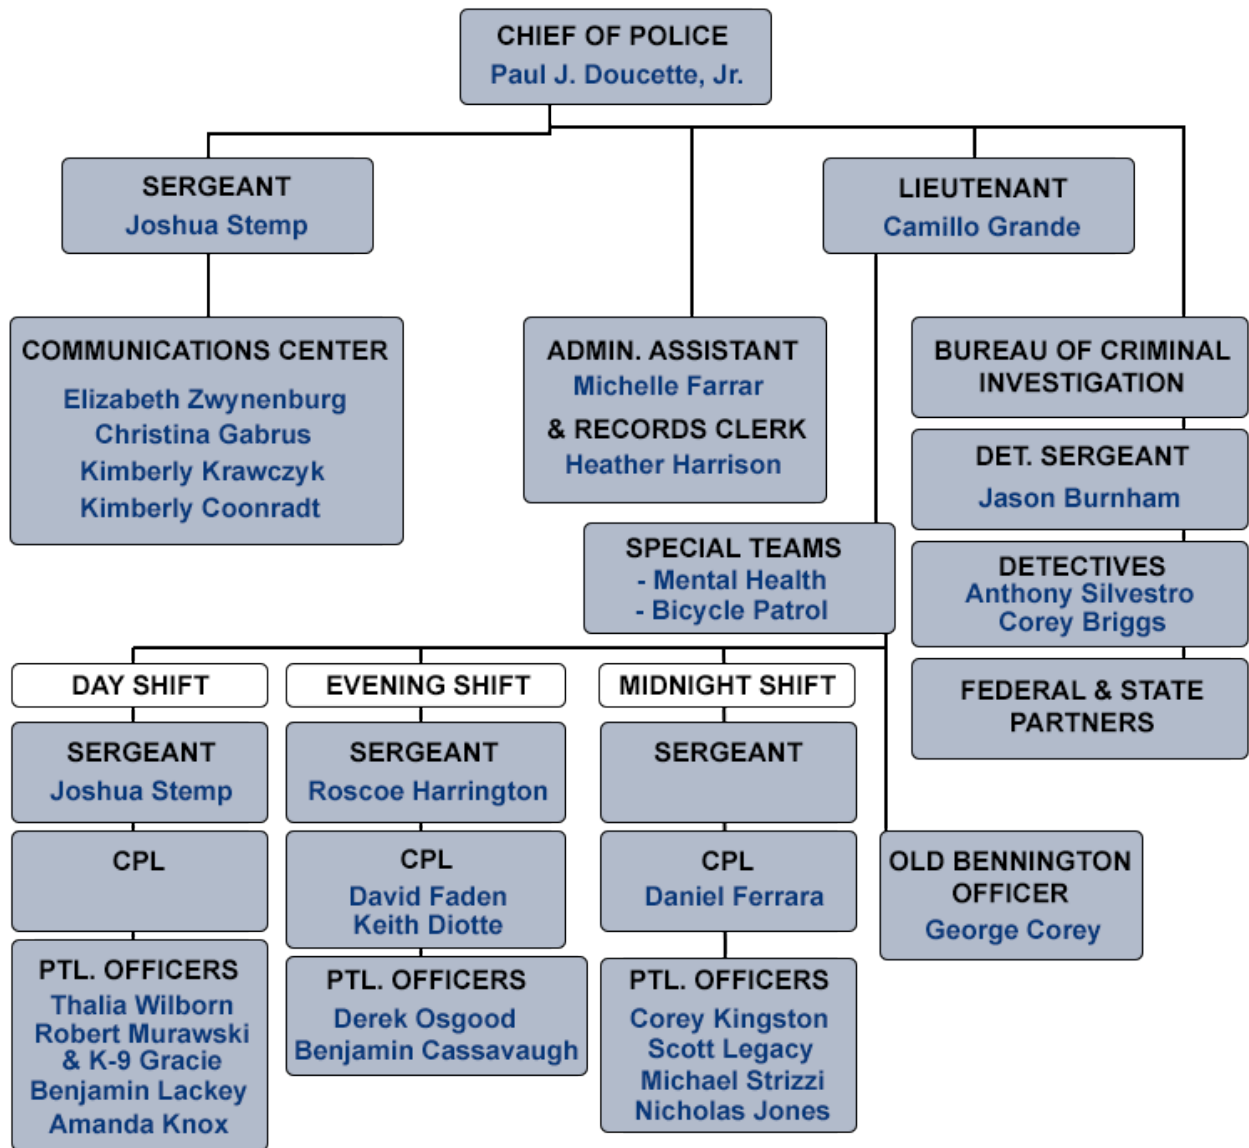 CHIEF OF POLICE
Paul J. Doucette, Jr.
SERGEANT
Joshua Stemp
LIEUTENANT
Camillo Grande
COMMUNICATIONS CENTER
Elizabeth Zwynenburg
Christina Gabrus
Kimberly Krawczyk
Kimberly Coonradt
ADMIN. ASSISTANT
Michelle Farrar
& RECORDS CLERK
Heather Harrison
BUREAU OF CRIMINAL
INVESTIGATION
DET. SERGEANT
Jason Burnham
DETECTIVES
Anthony Silvestro
Corey Briggs
FEDERAL & STATE
PARTNERS
SPECIAL TEAMS
- Mental Health
- Bicycle Patrol
DAY SHIFT
SERGEANT
Joshua Stemp
CPL
PTL. OFFICERS
Thalia Wilborn
Robert Murawski
& K-9 Gracie
Benjamin Lackey
Amanda Knox
EVENING SHIFT
SERGEANT
Roscoe Harrington
CPL
David Faden
Keith Diotte
PTL. OFFICERS
Derek Osgood
Benjamin Cassavaugh
MIDNIGHT SHIFT
SERGEANT
CPL
Daniel Ferrara
PTL. OFFICERS
Corey Kingston
Scott Legacy
Michael Strizzi
Nicholas Jones
OLD BENNINGTON
OFFICER
George Corey